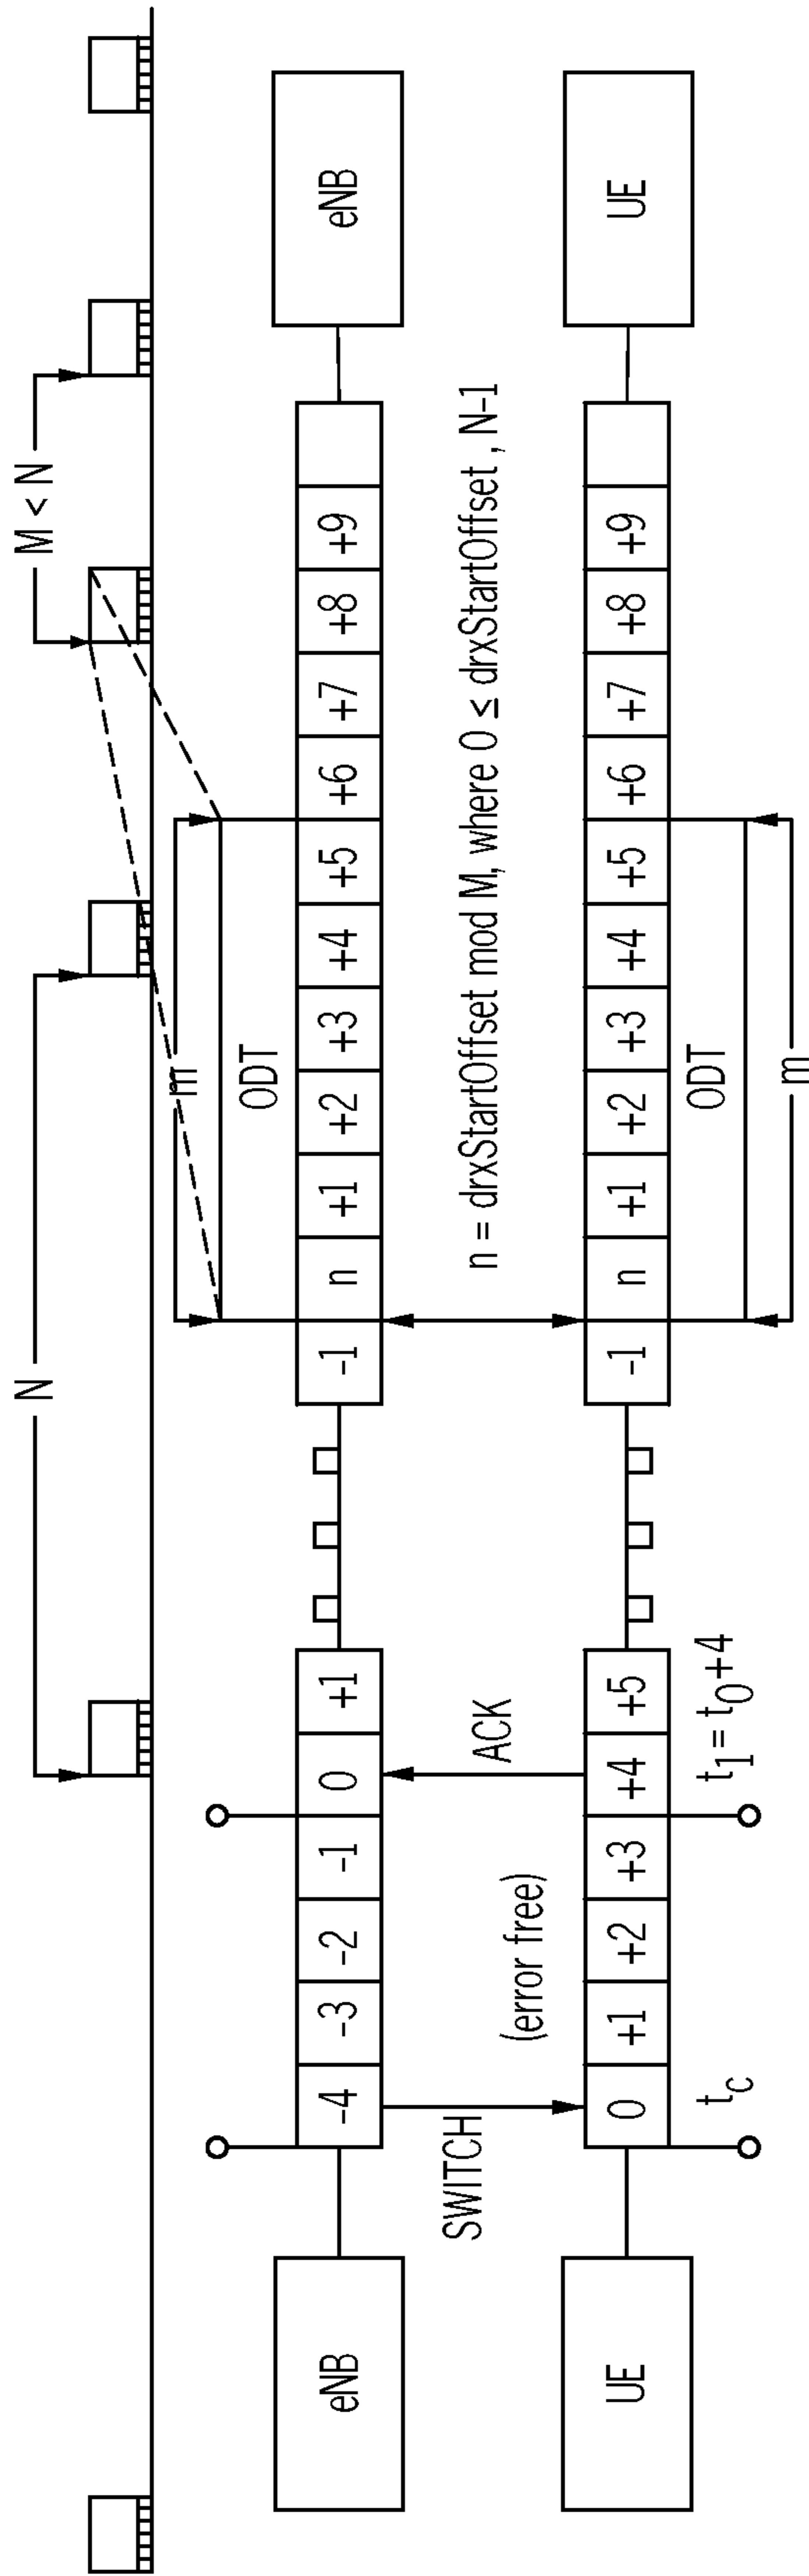 N
M < N
m
ODT
eNB
-4
-3
-2
-1
0
+1
-1
n
+1
+2
+3
+4
+5
+6
+7
+8
+9
eNB
SWITCH
(error free)
ACK
n = drxStartOffset mod M, where 0 ≤ drxStartOffset , N-1
UE
0
+1
+2
+3
+4
+5
-1
n
+1
+2
+3
+4
+5
+6
+7
+8
+9
UE
t_c
t_1 = t_0+4
ODT
m